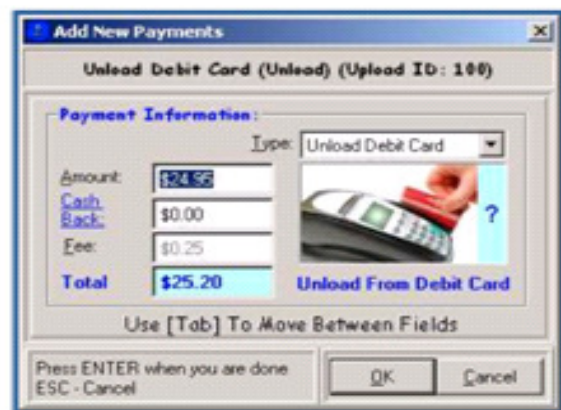 Add New Payments
Unload Debit Card (Unload) (Upload ID: 100)
Payment Information:
Type: Unload Debit Card
Amount: $24.95
Cash Back: $0.00
Fee: $0.25
Total $25.20
?
Unload From Debit Card
Use [Tab] To Move Between Fields
Press ENTER when you are done
ESC - Cancel
OK
Cancel